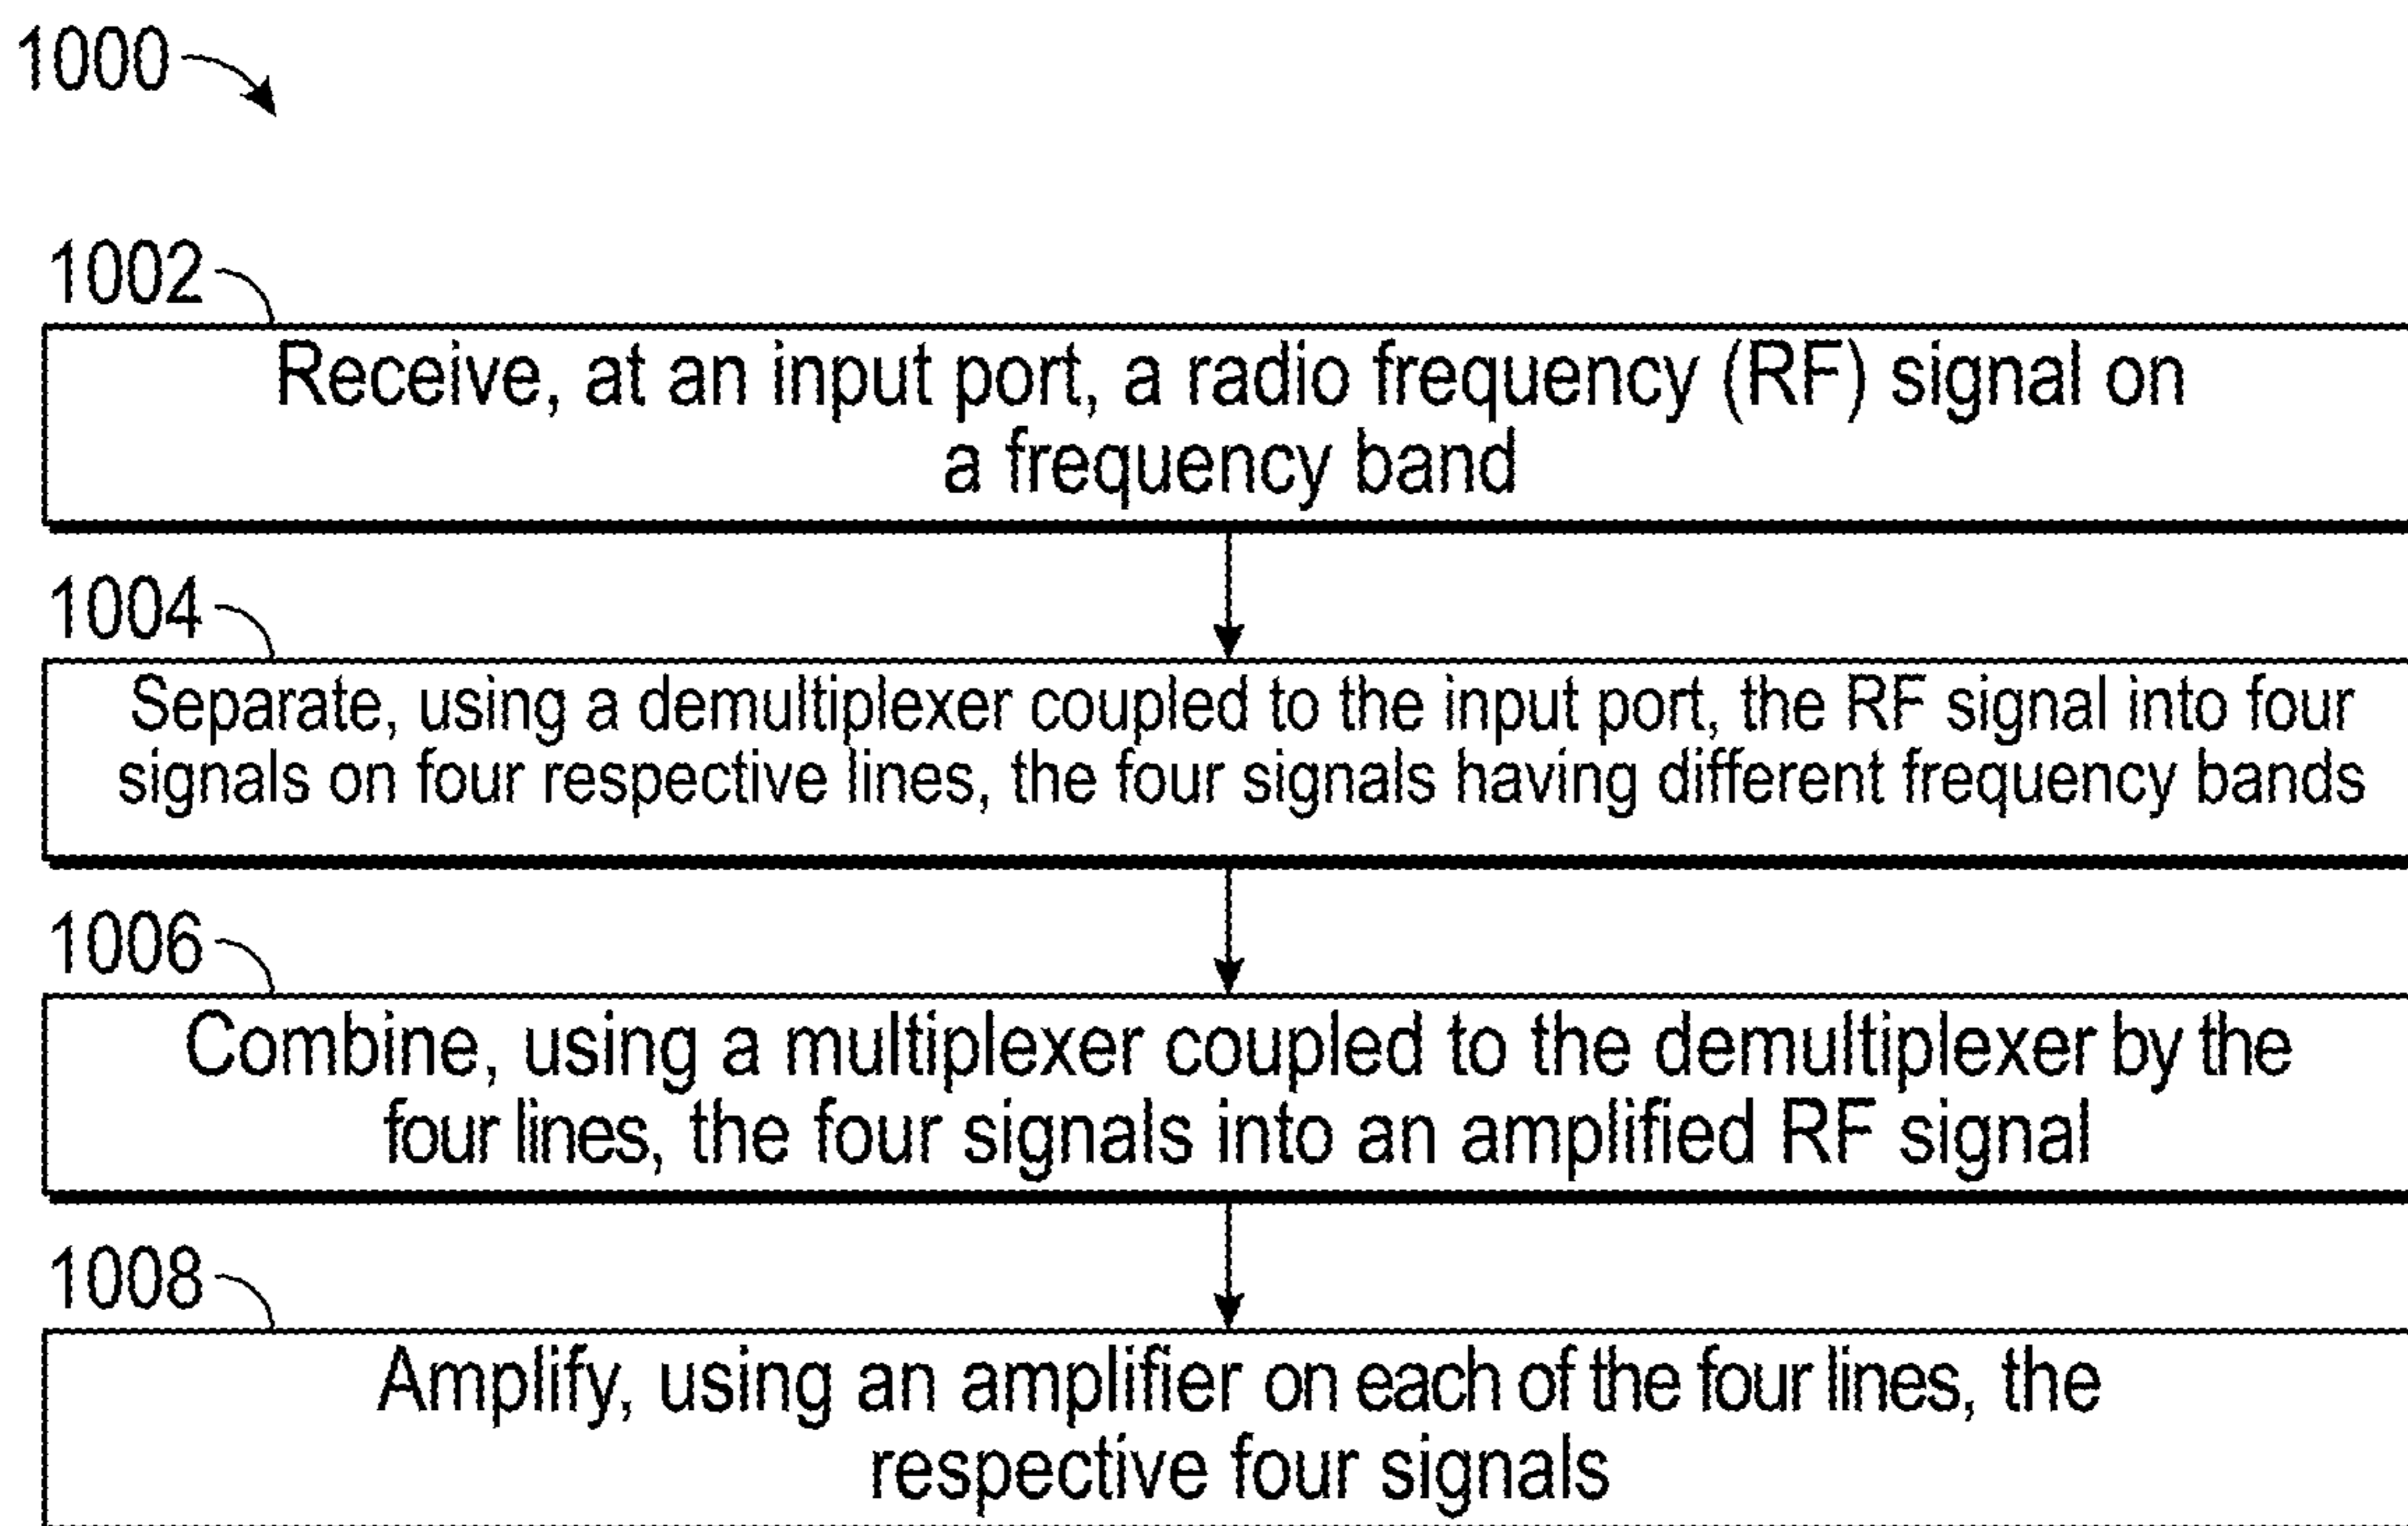 1000
1002
Receive, at an input port, a radio frequency (RF) signal on
a frequency band
1004
Separate, using a demultiplexer coupled to the input port, the RF signal into four
signals on four respective lines, the four signals having different frequency bands
1006
Combine, using a multiplexer coupled to the demultiplexer by the
four lines, the four signals into an amplified RF signal
1008
Amplify, using an amplifier on each of the four lines, the
respective four signals